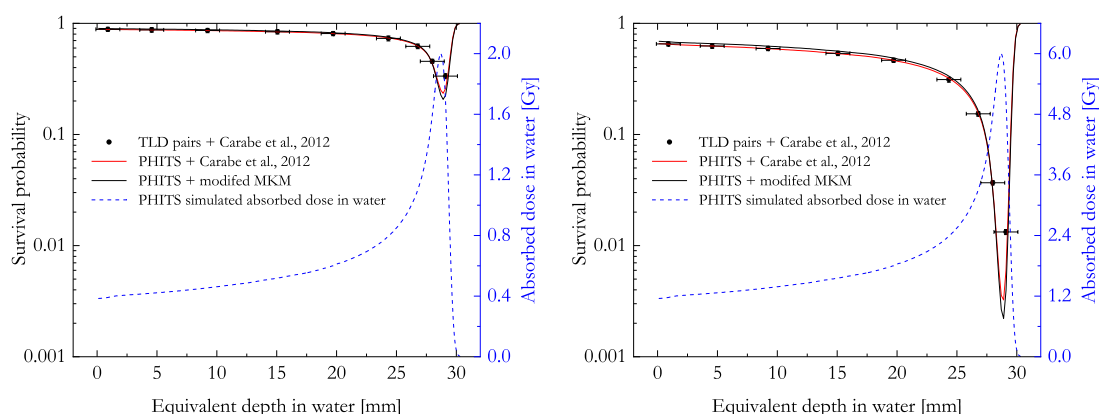 1
0.1
0.01
0.001
Survival probability
TLD pairs + Carabe et al., 2012
PHITS + Carabe et al., 2012
PHITS + modifed MKM
PHITS simulated absorbed dose in water
2.0
1.6
1.2
0.8
0.4
0.0
Absorbed dose in water [Gy]
0 5 10 15 20 25 30
Equivalent depth in water [mm]
1
0.1
0.01
0.001
Survival probability
TLD pairs + Carabe et al., 2012
PHITS + Carabe et al., 2012
PHITS + modifed MKM
PHITS simulated absorbed dose in water
6.0
4.8
3.6
2.4
1.2
0.0
Absorbed dose in water [Gy]
0 5 10 15 20 25 30
Equivalent depth in water [mm]